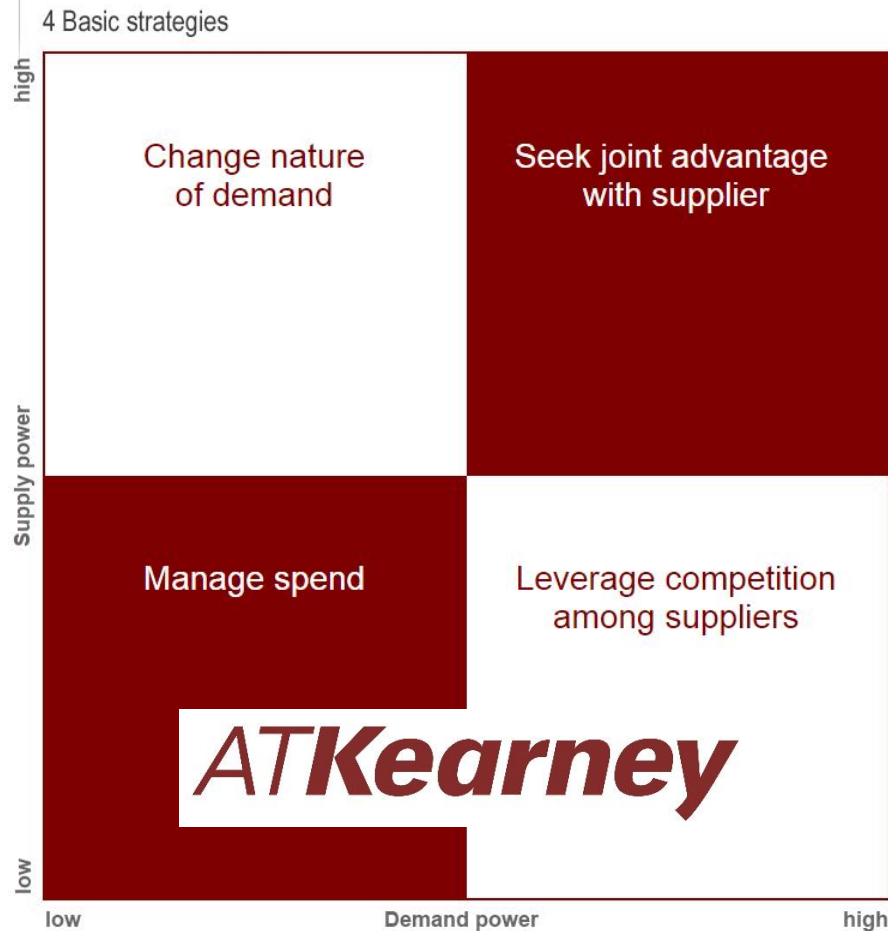 4 Basic strategies
high
Change nature
of demand
Seek joint advantage
with supplier
Supply power
Manage spend
Leverage competition
among suppliers
ATKearney
low
low
Demand power
high